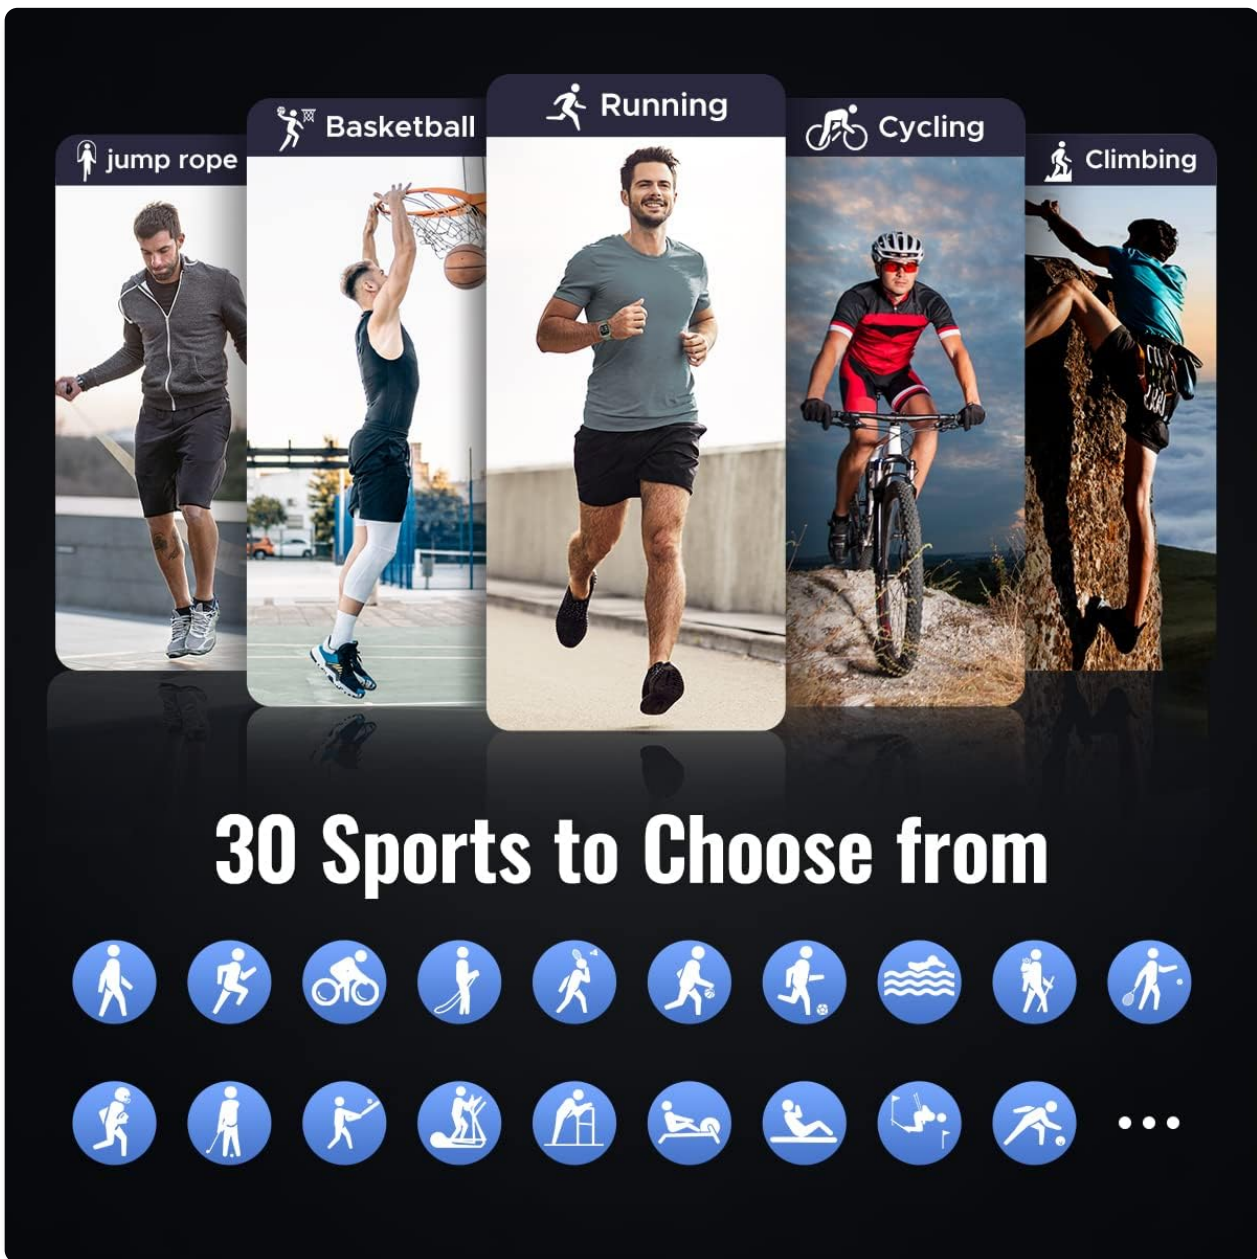 jump rope
Basketball
Running
Cycling
Climbing
30 Sports to Choose from